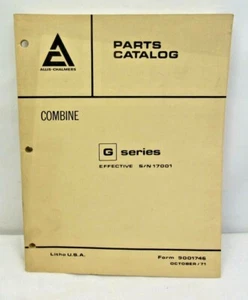 PARTS
CATALOG
ALLIS-CHALMERS
COMBINE
G series
EFFECTIVE S/N 17001
Litho U.S.A.
Form 9001746
OCTOBER/71